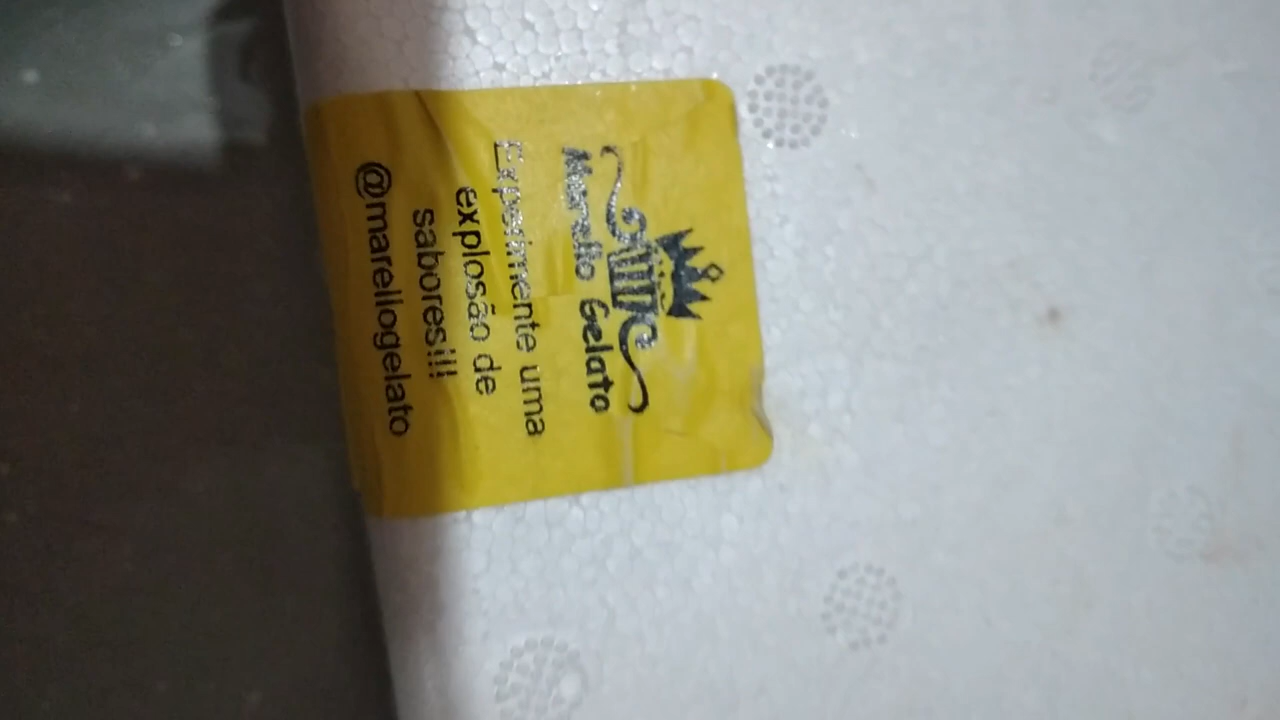 Marello Gelato
Experimente uma
explosão de
sabores!!!
@marellogelato